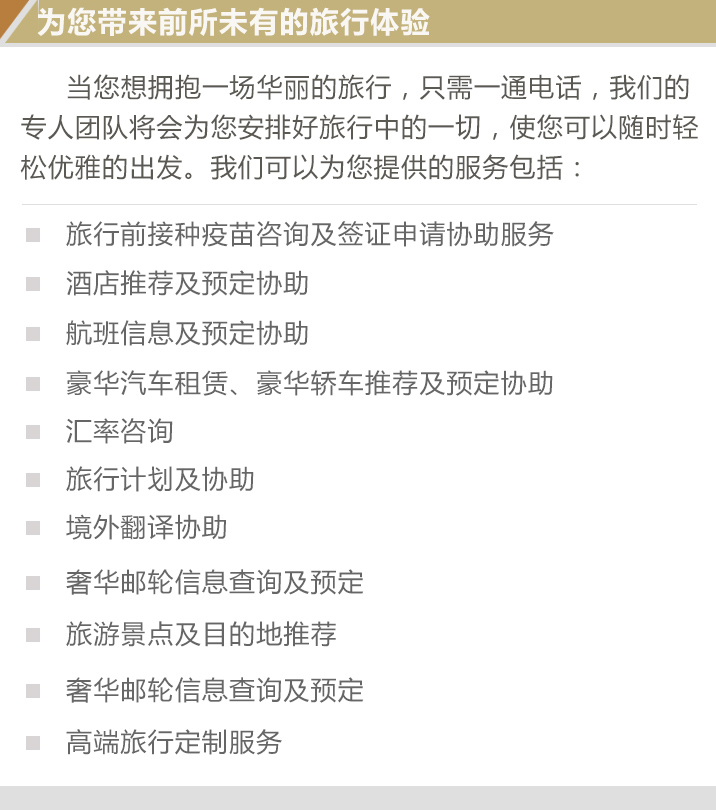 为您带来前所未有的旅行体验
当您想拥抱一场华丽的旅行，只需一通电话，我们的
专人团队将会为您安排好旅行中的一切，使您可以随时轻
松优雅的出发。我们可以为您提供的服务包括：
旅行前接种疫苗咨询及签证申请协助服务
酒店推荐及预定协助
航班信息及预定协助
豪华汽车租赁、豪华轿车推荐及预定协助
汇率咨询
旅行计划及协助
境外翻译协助
奢华邮轮信息查询及预定
旅游景点及目的地推荐
奢华邮轮信息查询及预定
高端旅行定制服务